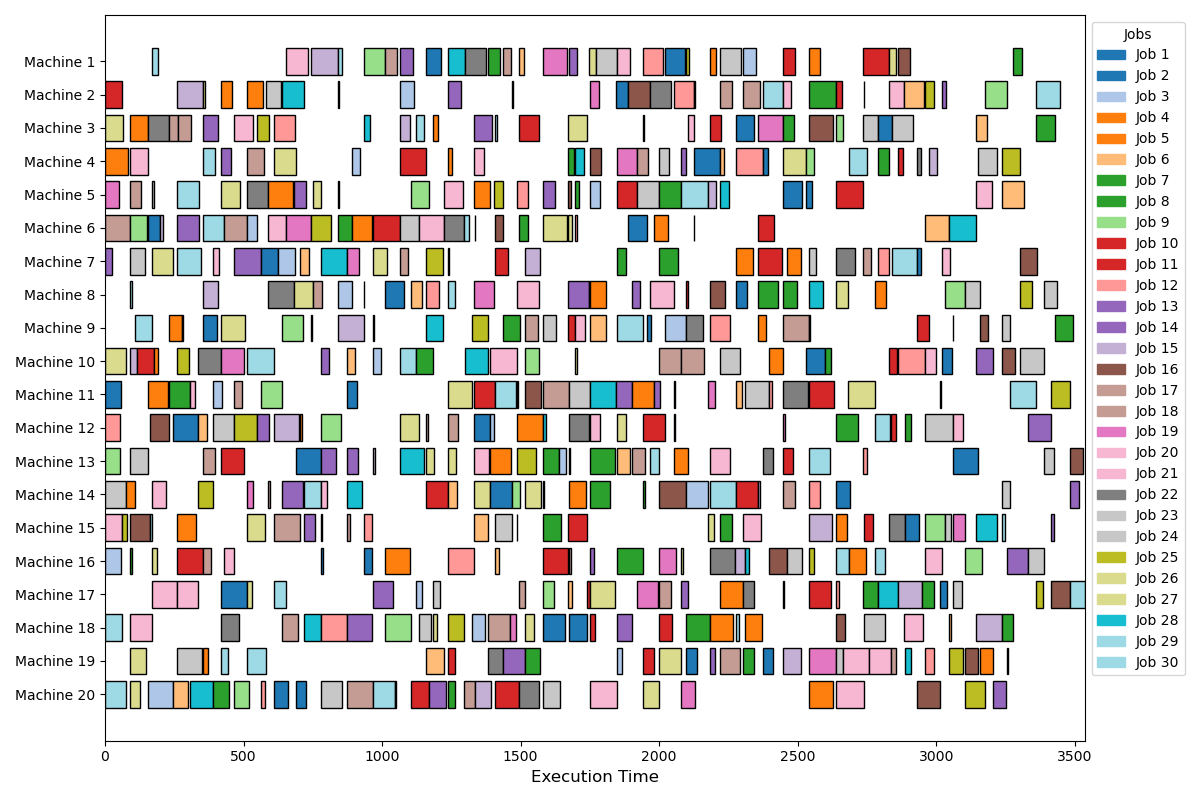 Machine 1
Machine 2
Machine 3
Machine 4
Machine 5
Machine 6
Machine 7
Machine 8
Machine 9
Machine 10
Machine 11
Machine 12
Machine 13
Machine 14
Machine 15
Machine 16
Machine 17
Machine 18
Machine 19
Machine 20
0 500 1000 1500 2000 2500 3000 3500
Execution Time
Jobs
Job 1
Job 2
Job 3
Job 4
Job 5
Job 6
Job 7
Job 8
Job 9
Job 10
Job 11
Job 12
Job 13
Job 14
Job 15
Job 16
Job 17
Job 18
Job 19
Job 20
Job 21
Job 22
Job 23
Job 24
Job 25
Job 26
Job 27
Job 28
Job 29
Job 30